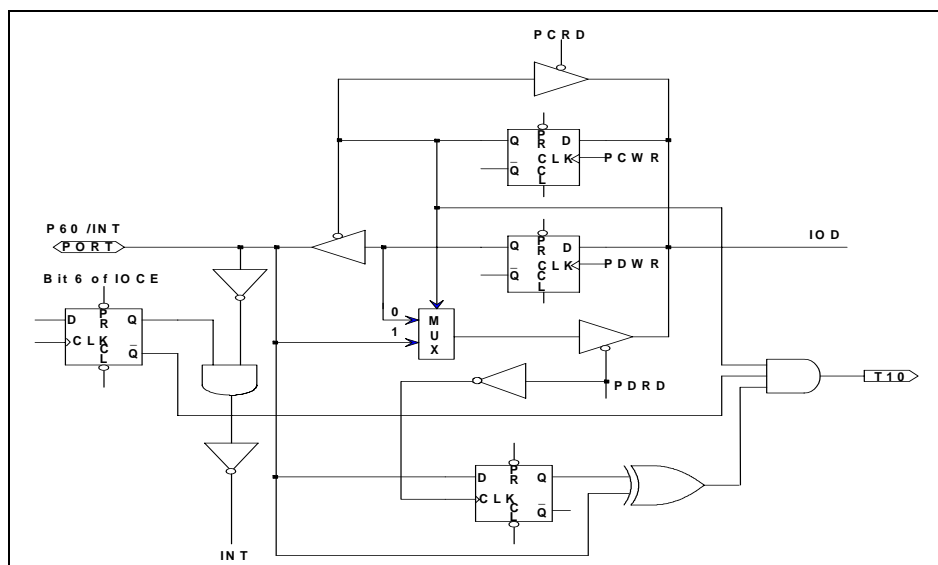 PCRD
Q PR D
CLK PCWR
Q CL
P60 /INT
PORT
IOD
Q PR D
CLK PDWR
Q CL
Bit 6 of IOCE
D PR Q
CLK
CL Q
0
1
MUX
PDRD
T10
D PR Q
CLK
CL Q
INT